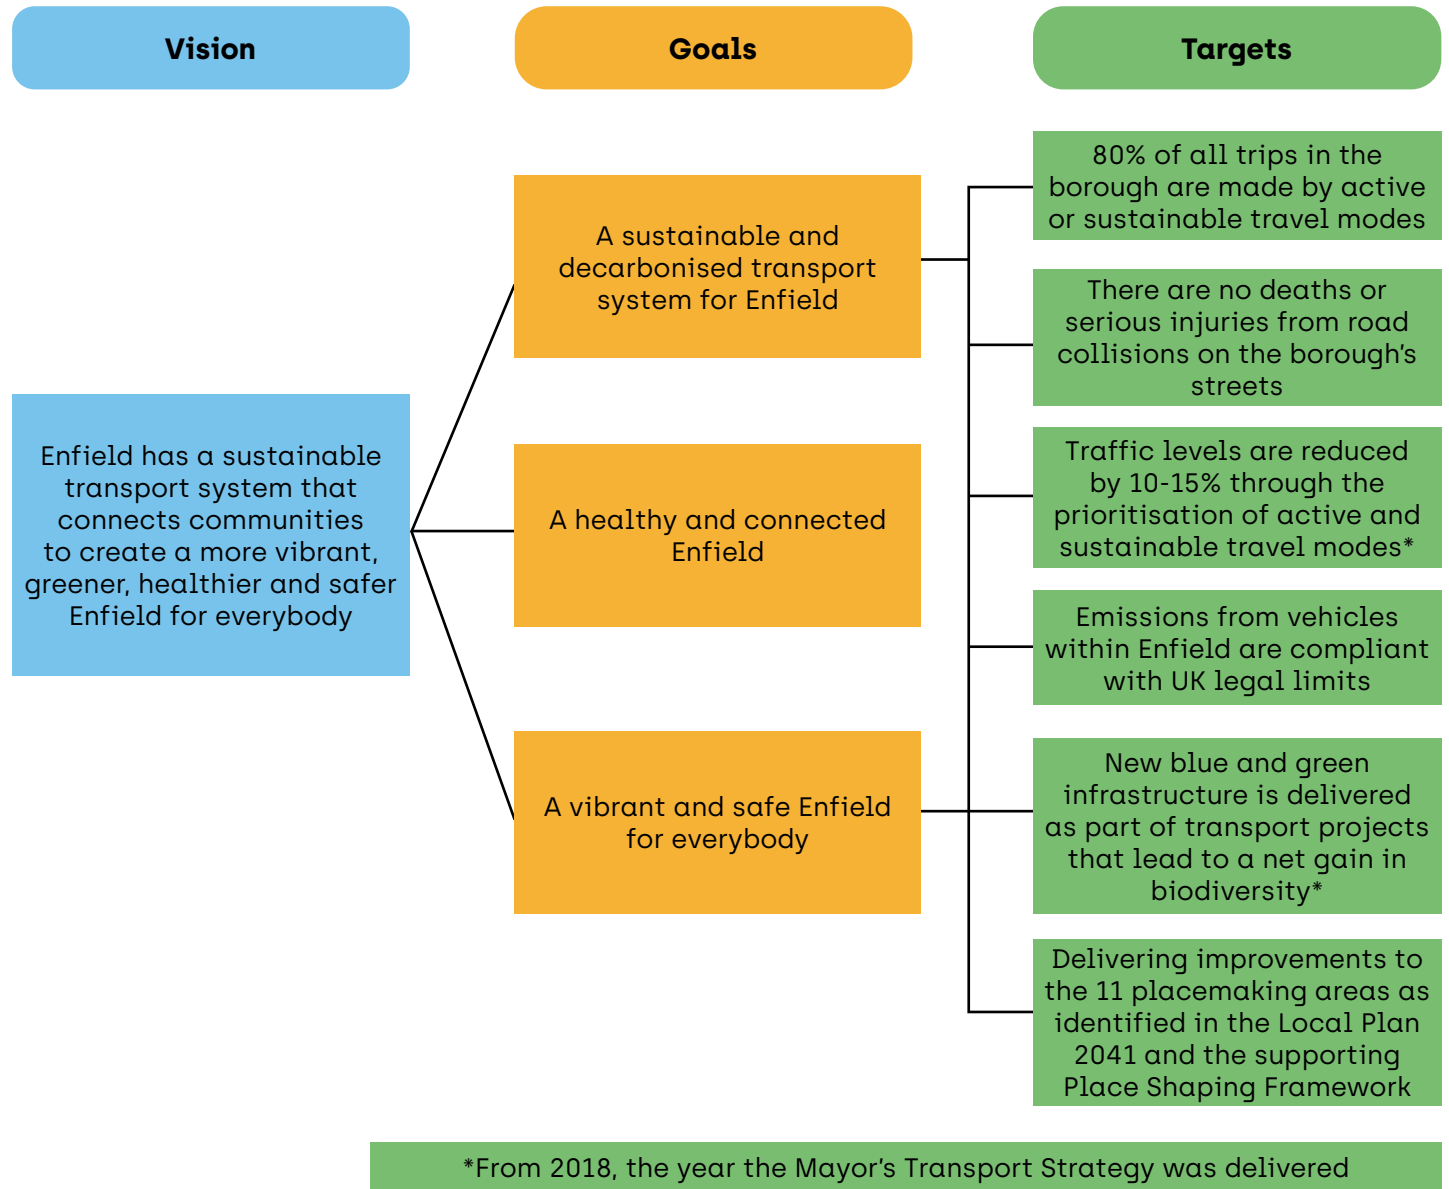 Vision
Goals
Targets
Enfield has a sustainable
transport system that
connects communities
to create a more vibrant,
greener, healthier and safer
Enfield for everybody
A sustainable and
decarbonised transport
system for Enfield
A healthy and connected
Enfield
A vibrant and safe Enfield
for everybody
80% of all trips in the
borough are made by active
or sustainable travel modes
There are no deaths or
serious injuries from road
collisions on the borough's
streets
Traffic levels are reduced
by 10-15% through the
prioritisation of active and
sustainable travel modes*
Emissions from vehicles
within Enfield are compliant
with UK legal limits
New blue and green
infrastructure is delivered
as part of transport projects
that lead to a net gain in
biodiversity*
Delivering improvements to
the 11 placemaking areas as
identified in the Local Plan
2041 and the supporting
Place Shaping Framework
*From 2018, the year the Mayor's Transport Strategy was delivered